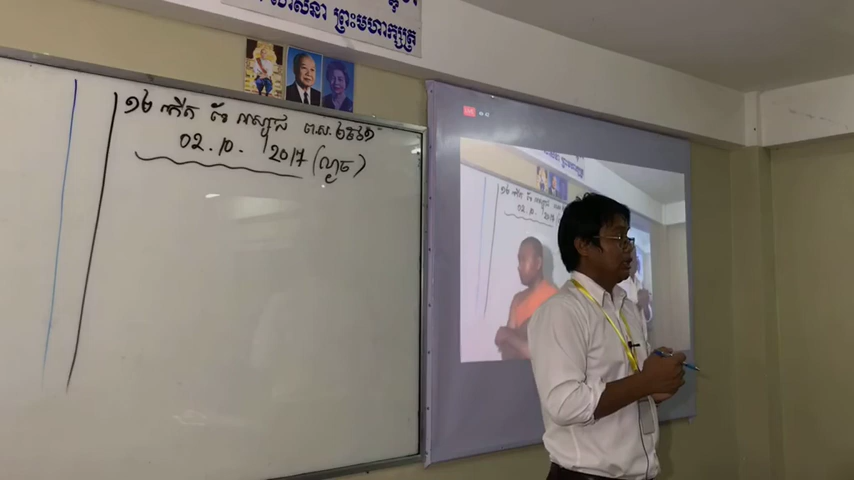 សាសនា ព្រះមហាក្សត្រ
១២ កើត ខែ អស្សុជ ព.ស. ២៥៦១
02.10.2017 (ល្ងាច)